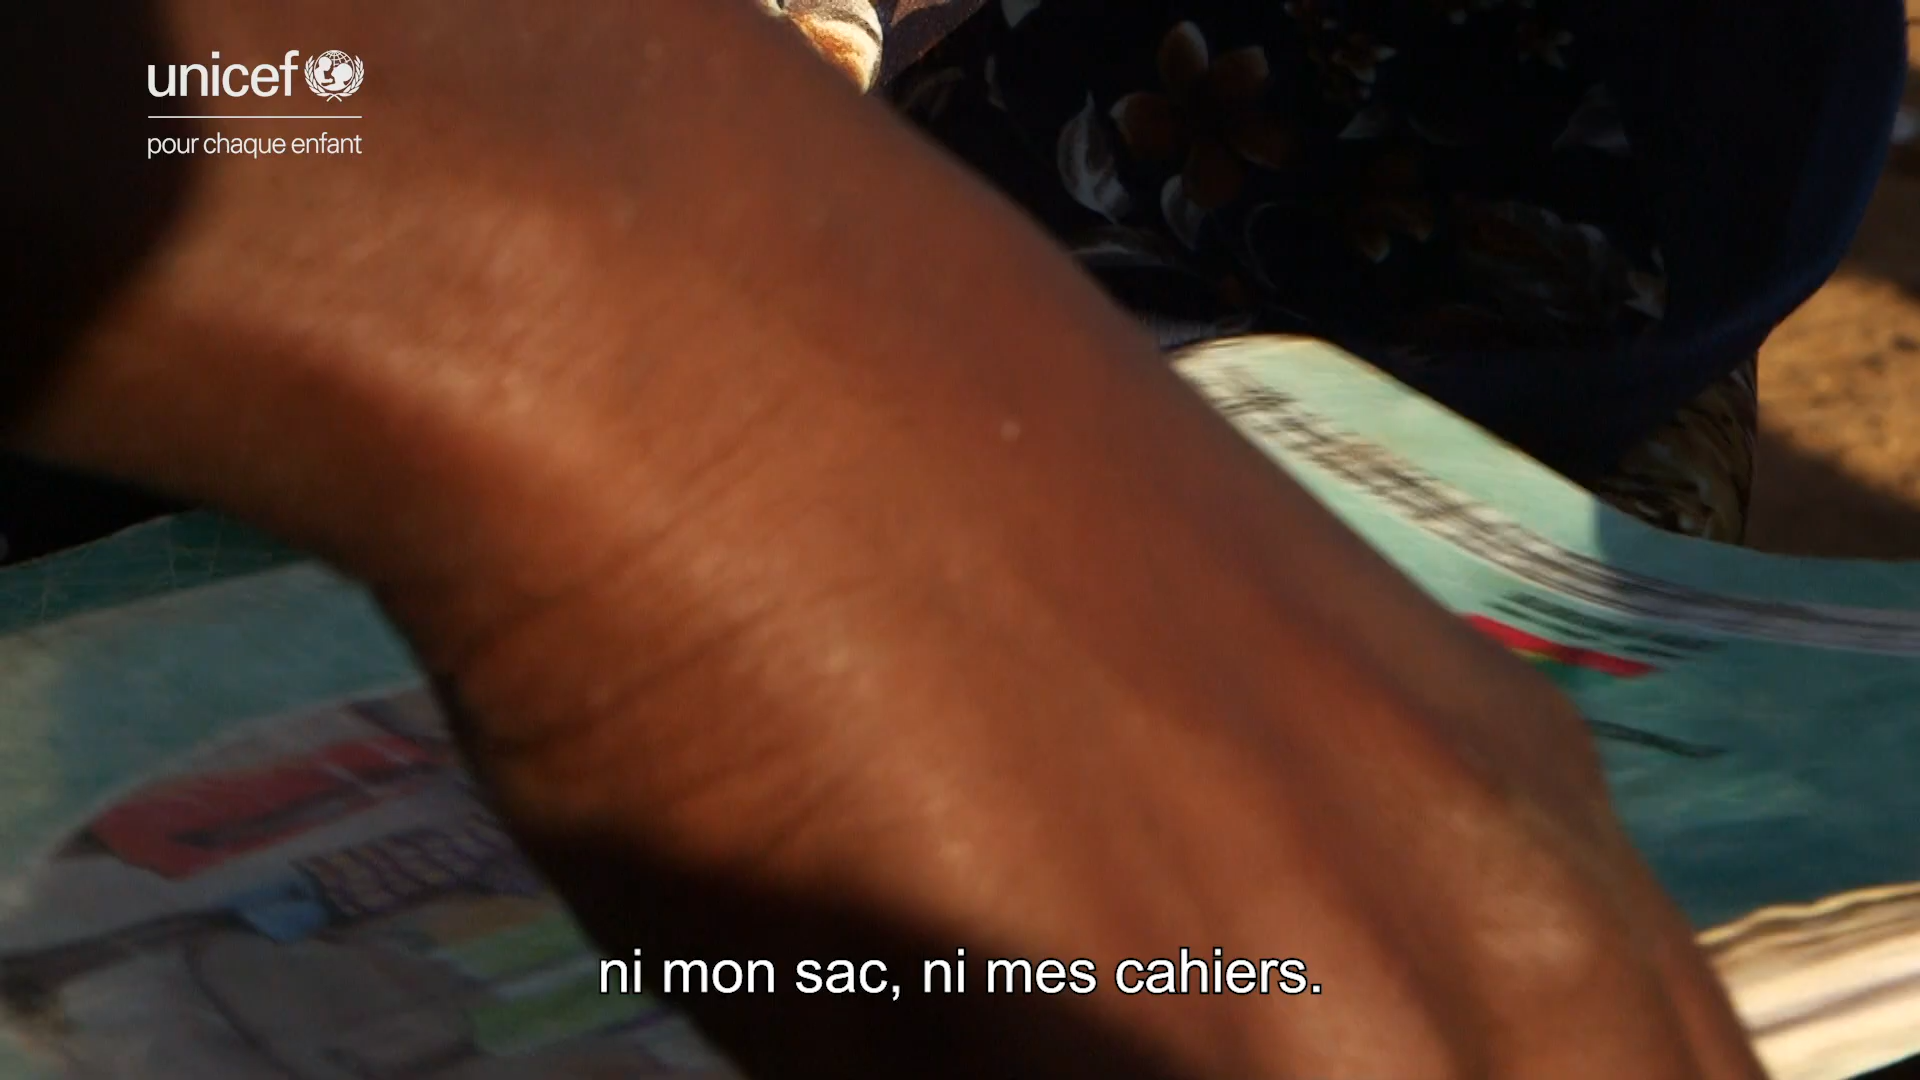 unicef
pour chaque enfant
ni mon sac, ni mes cahiers.